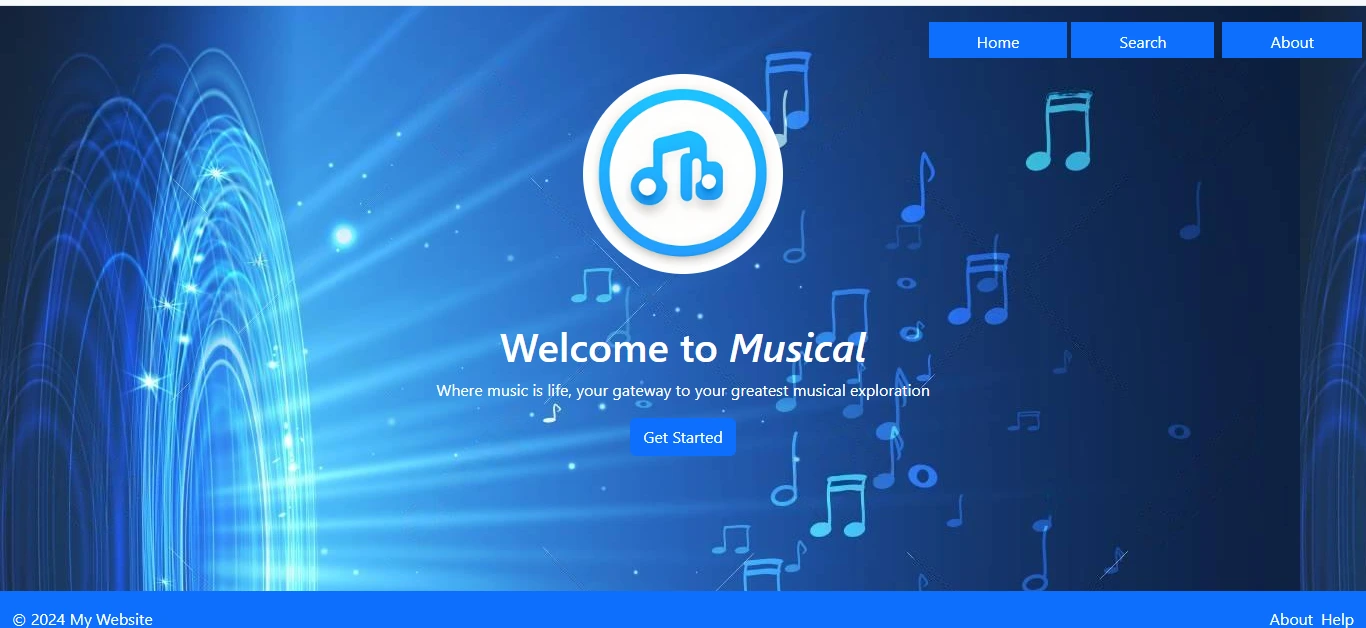 Home Search About
Welcome to Musical
Where music is life, your gateway to your greatest musical exploration
Get Started
© 2024 My Website About Help